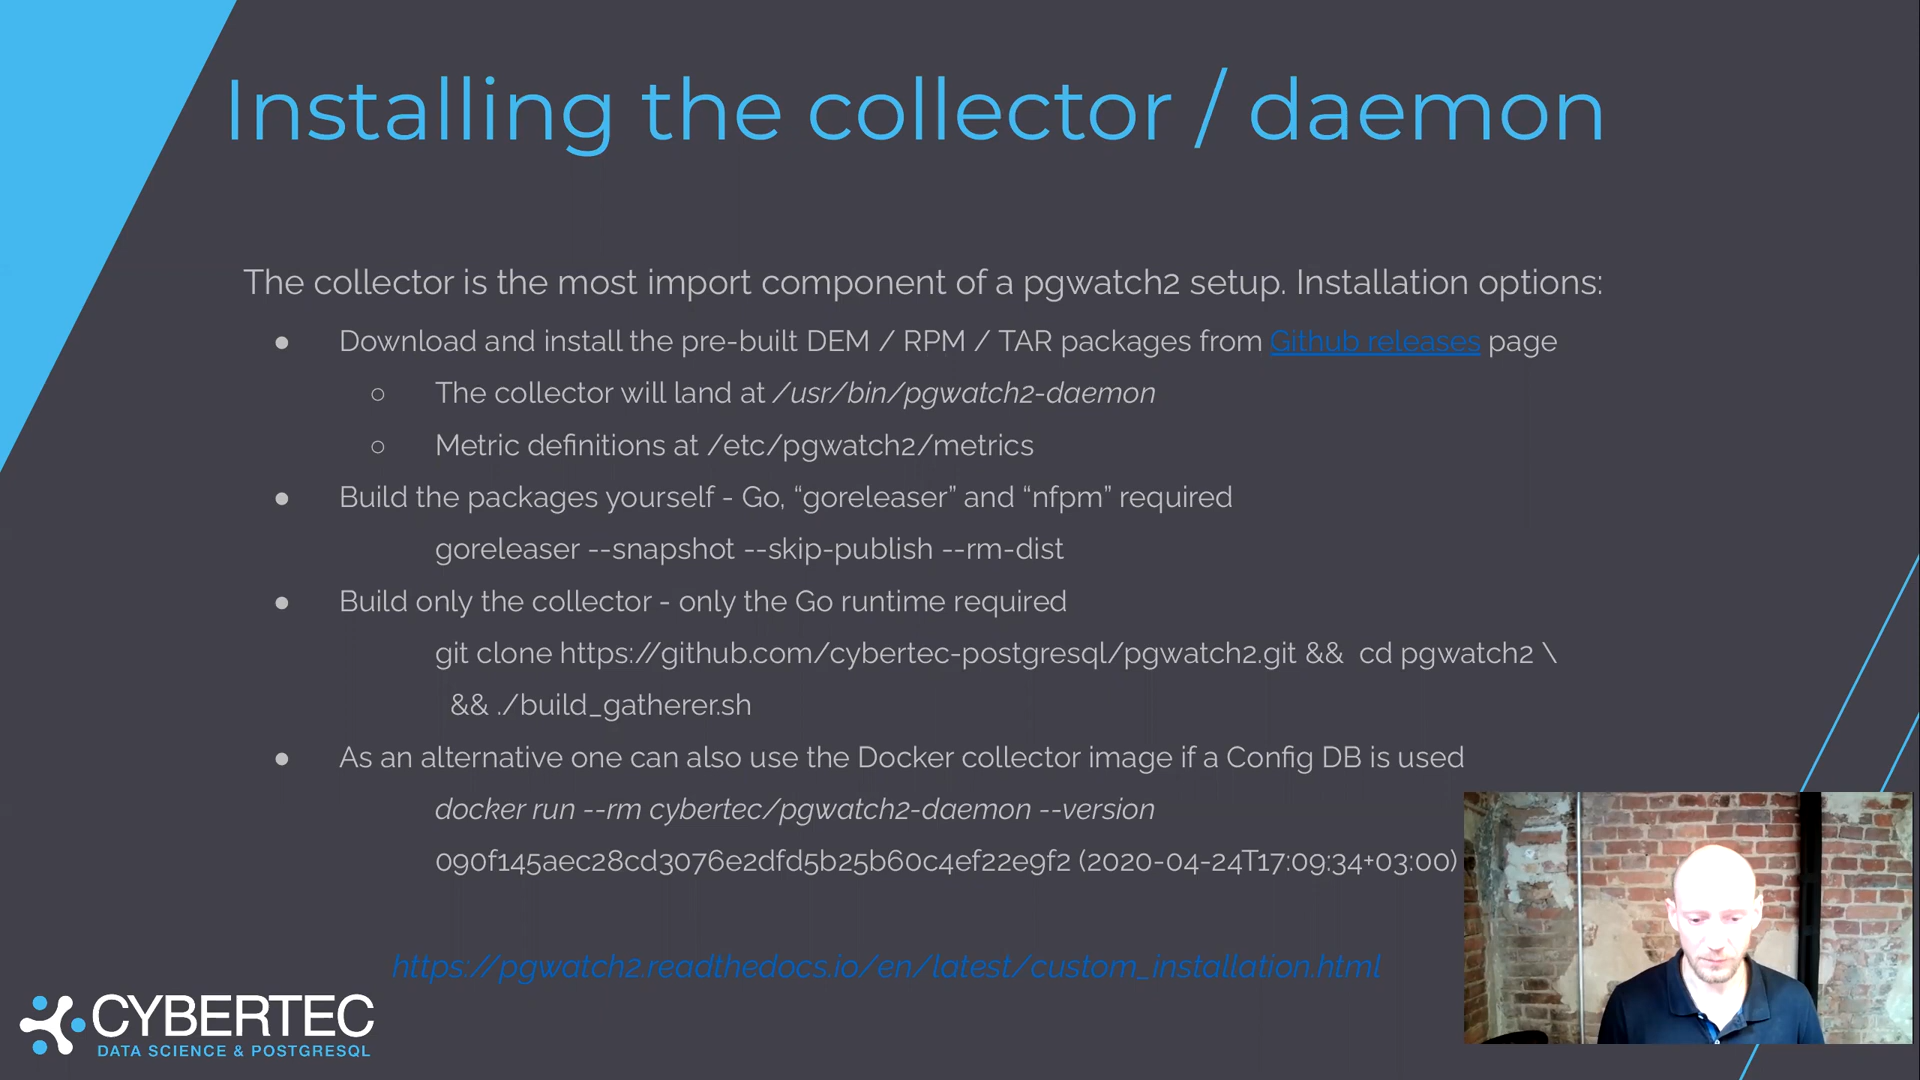 Installing the collector / daemon
The collector is the most import component of a pgwatch2 setup. Installation options:
● Download and install the pre-built DEM / RPM / TAR packages from Github releases page
○ The collector will land at /usr/bin/pgwatch2-daemon
○ Metric definitions at /etc/pgwatch2/metrics
● Build the packages yourself - Go, “goreleaser” and “nfpm” required
goreleaser --snapshot --skip-publish --rm-dist
● Build only the collector - only the Go runtime required
git clone https://github.com/cybertec-postgresql/pgwatch2.git && cd pgwatch2 \
&& ./build_gatherer.sh
● As an alternative one can also use the Docker collector image if a Config DB is used
docker run --rm cybertec/pgwatch2-daemon --version
090f145aec28cd3076e2dfd5b25b60c4ef22e9f2 (2020-04-24T17:09:34+03:00)
https://pgwatch2.readthedocs.io/en/latest/custom_installation.html
CYBERTEC
DATA SCIENCE & POSTGRESQL